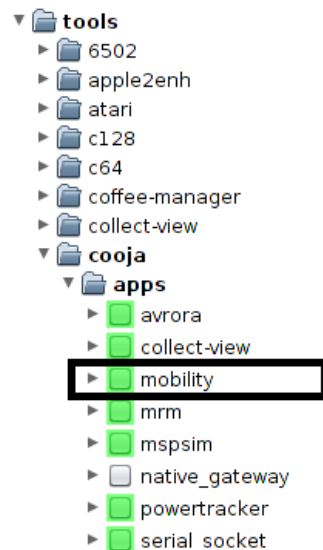 tools
6502
apple2enh
atari
c128
c64
coffee-manager
collect-view
cooja
apps
avrora
collect-view
mobility
mrm
mspsim
native_gateway
powertracker
serial_socket